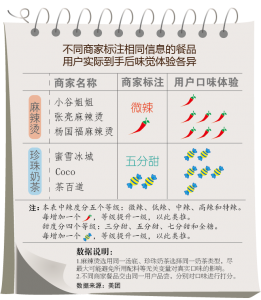 不同商家标注相同信息的餐品
用户实际到手后味觉体验各异
商家名称 商家标注 用户口味体验
麻辣烫
小谷姐姐
张亮麻辣烫
杨国福麻辣烫
微辣
珍珠奶茶
蜜雪冰城
Coco
茶百道
五分甜
注：本表中辣度分五个等级：微辣、低辣、中辣、高辣和特辣。
每增加一个，等级提升一级，以此类推。
甜度分四个等级：三分甜、五分甜、七分甜和全糖。
每增加一个，等级提升一级，以此类推。
数据说明：
1.麻辣烫选用同一汤底、珍珠奶茶选择同一奶茶类型，尽
最大可能避免所用配料等无关变量对真实口味的影响。
2.不同商家餐品交由同一用户品尝，分别对口味进行打分。
数据来源：美团